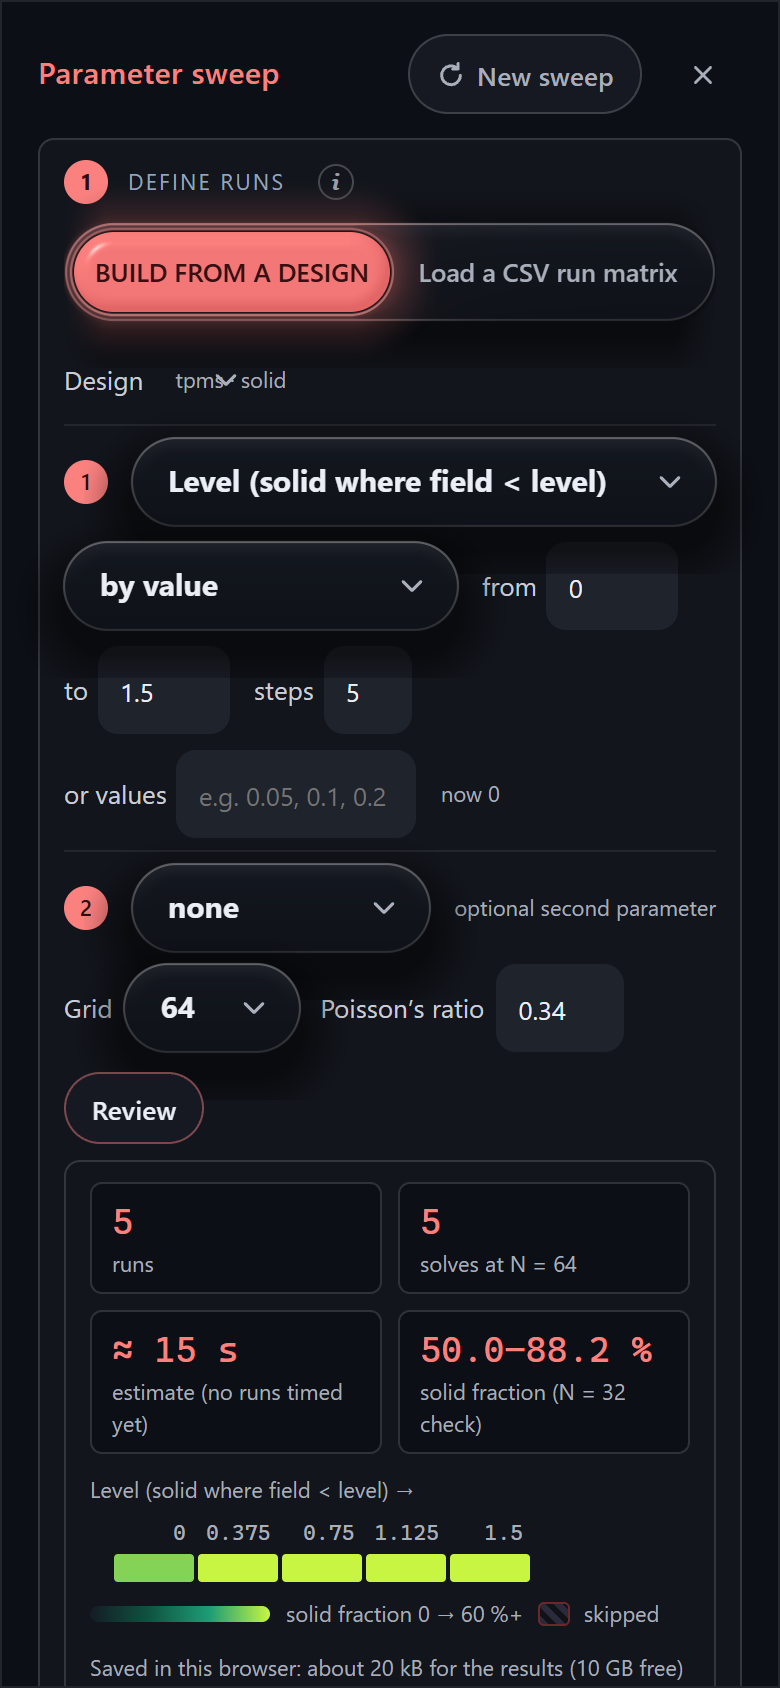 Parameter sweep
New sweep
1 DEFINE RUNS i
BUILD FROM A DESIGN Load a CSV run matrix
Design tpms · solid
1 Level (solid where field < level)
by value from 0
to 1.5 steps 5
or values e.g. 0.05, 0.1, 0.2 now 0
2 none optional second parameter
Grid 64 Poisson’s ratio 0.34
Review
5 5
runs solves at N = 64
≈ 15 s 50.0–88.2 %
estimate (no runs timed solid fraction (N = 32
yet) check)
Level (solid where field < level) →
0 0.375 0.75 1.125 1.5
solid fraction 0 → 60 %+ skipped
Saved in this browser: about 20 kB for the results (10 GB free)